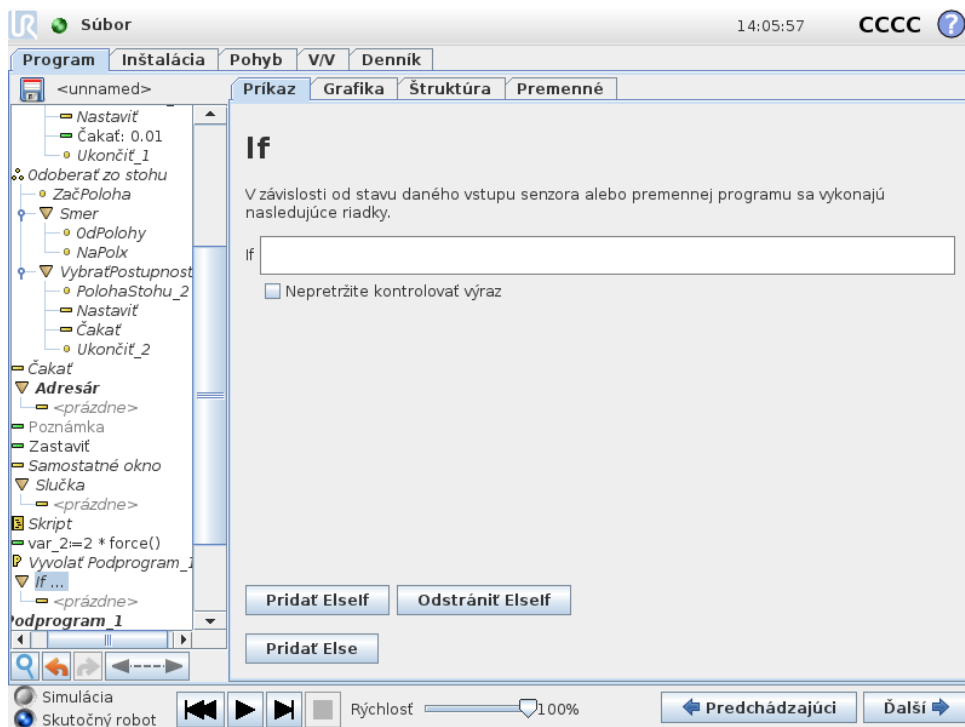 Súbor
14:05:57
CCCC
?
Program
Inštalácia
Pohyb
V/V
Denník
<unnamed>
Príkaz
Grafika
Štruktúra
Premenné
Nastaviť
Čakať: 0.01
Ukončiť_1
Odoberať zo stohu
ZačPoloha
Smer
OdPolohy
NaPolx
VybraťPostupnost
PolohaStohu_2
Nastaviť
Čakať
Ukončiť_2
Čakať
Adresár
<prázdne>
Poznámka
Zastaviť
Samostatné okno
Slučka
<prázdne>
Skript
var_2:=2 * force()
Vyvolať Podprogram_1
If ...
<prázdne>
Podprogram_1
If
V závislosti od stavu daného vstupu senzora alebo premennej programu sa vykonajú
nasledujúce riadky.
If
Nepretržite kontrolovať výraz
Pridať ElseIf
Odstrániť ElseIf
Pridať Else
Simulácia
Skutočný robot
Rýchlosť
100%
Predchádzajúci
Ďalší